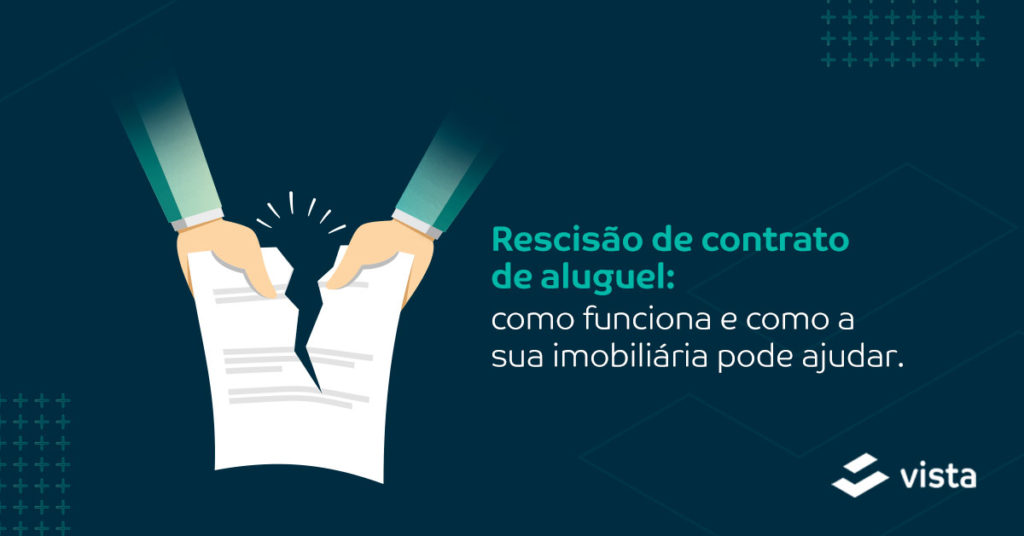 Rescisão de contrato
de aluguel:
como funciona e como a
sua imobiliária pode ajudar.
vista